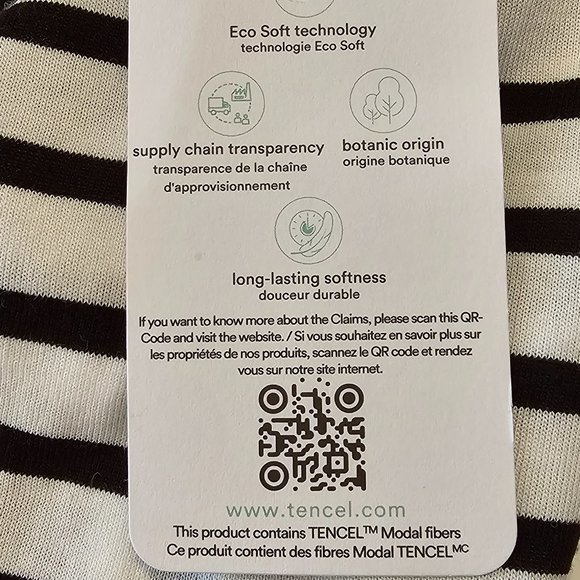 Eco Soft technology
technologie Eco Soft
supply chain transparency
transparence de la chaîne
d'approvisionnement
botanic origin
origine botanique
long-lasting softness
douceur durable
If you want to know more about the Claims, please scan this QR-
Code and visit the website. / Si vous souhaitez en savoir plus sur
les propriétés de nos produits, scannez le QR code et rendez
vous sur notre site internet.
www.tencel.com
This product contains TENCEL™ Modal fibers
Ce produit contient des fibres Modal TENCELᴹᶜ